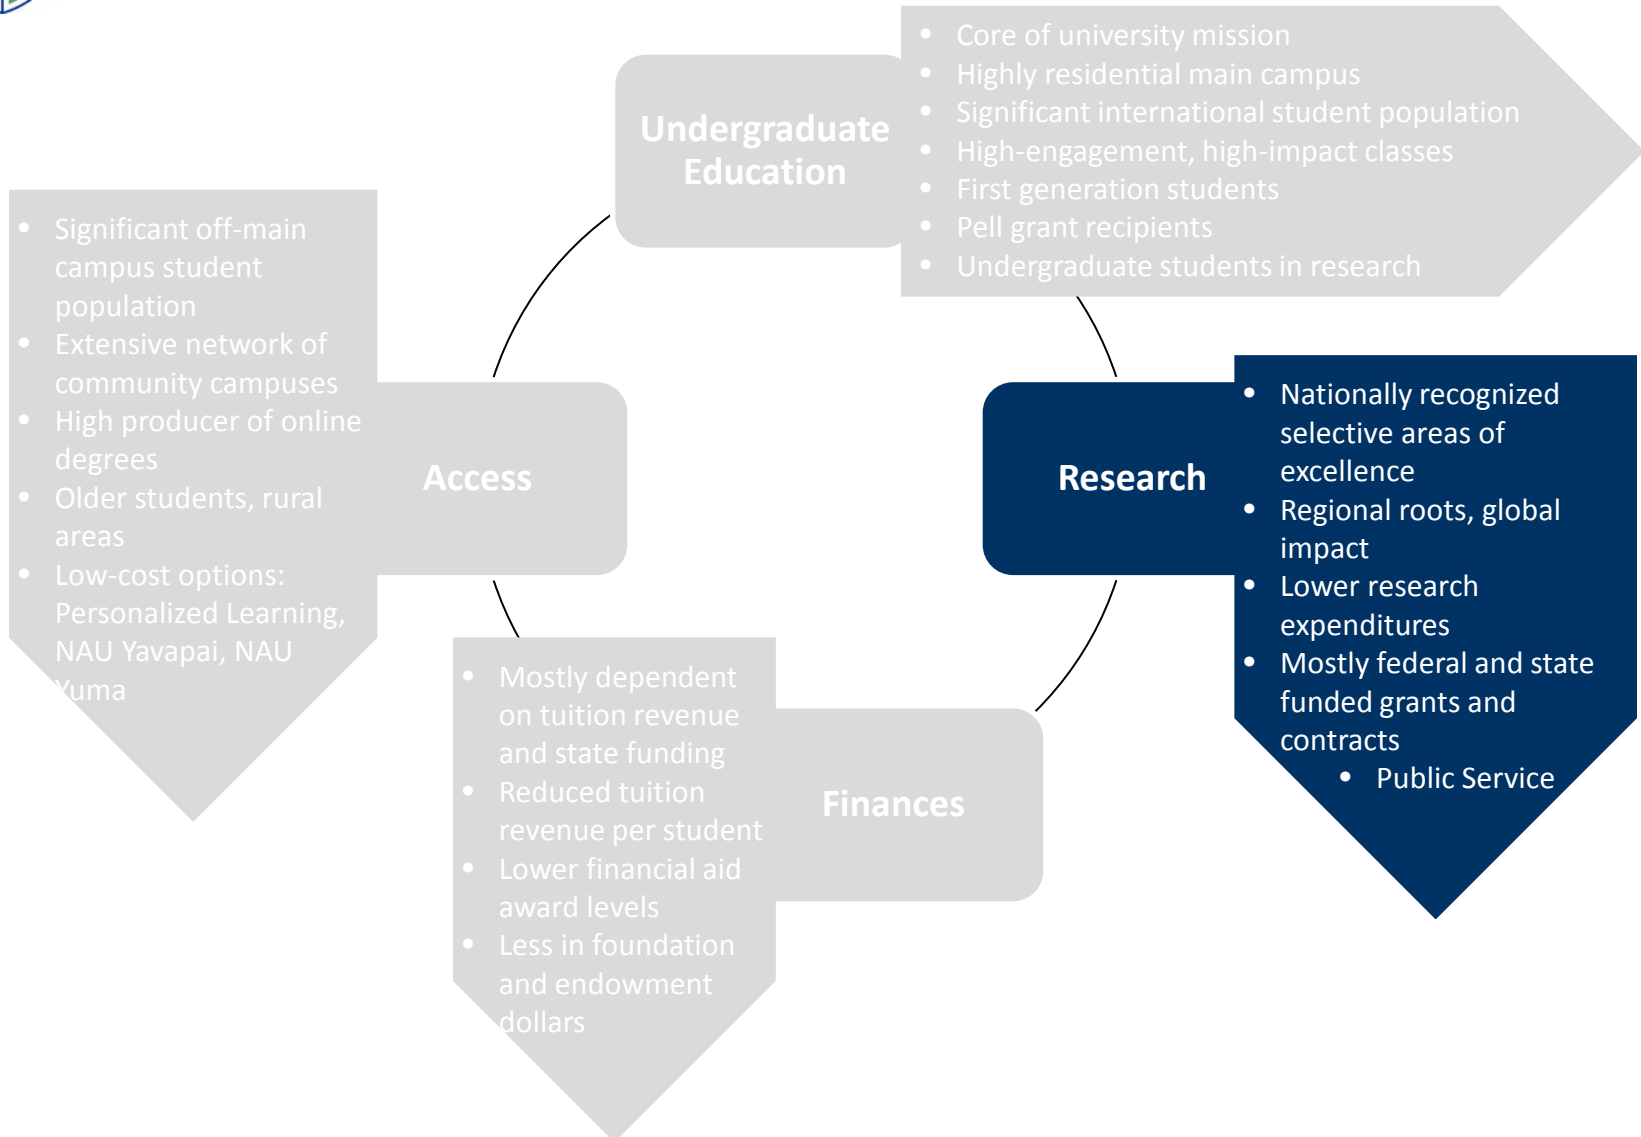 Undergraduate
Education
• Core of university mission
• Highly residential main campus
• Significant international student population
• High-engagement, high-impact classes
• First generation students
• Pell grant recipients
• Undergraduate students in research
Research
• Nationally recognized
selective areas of
excellence
• Regional roots, global
impact
• Lower research
expenditures
• Mostly federal and state
funded grants and
contracts
• Public Service
Finances
• Mostly dependent
on tuition revenue
and state funding
• Reduced tuition
revenue per student
• Lower financial aid
award levels
• Less in foundation
and endowment
dollars
Access
• Significant off-main
campus student
population
• Extensive network of
community campuses
• High producer of online
degrees
• Older students, rural
areas
• Low-cost options:
Personalized Learning,
NAU Yavapai, NAU
Yuma